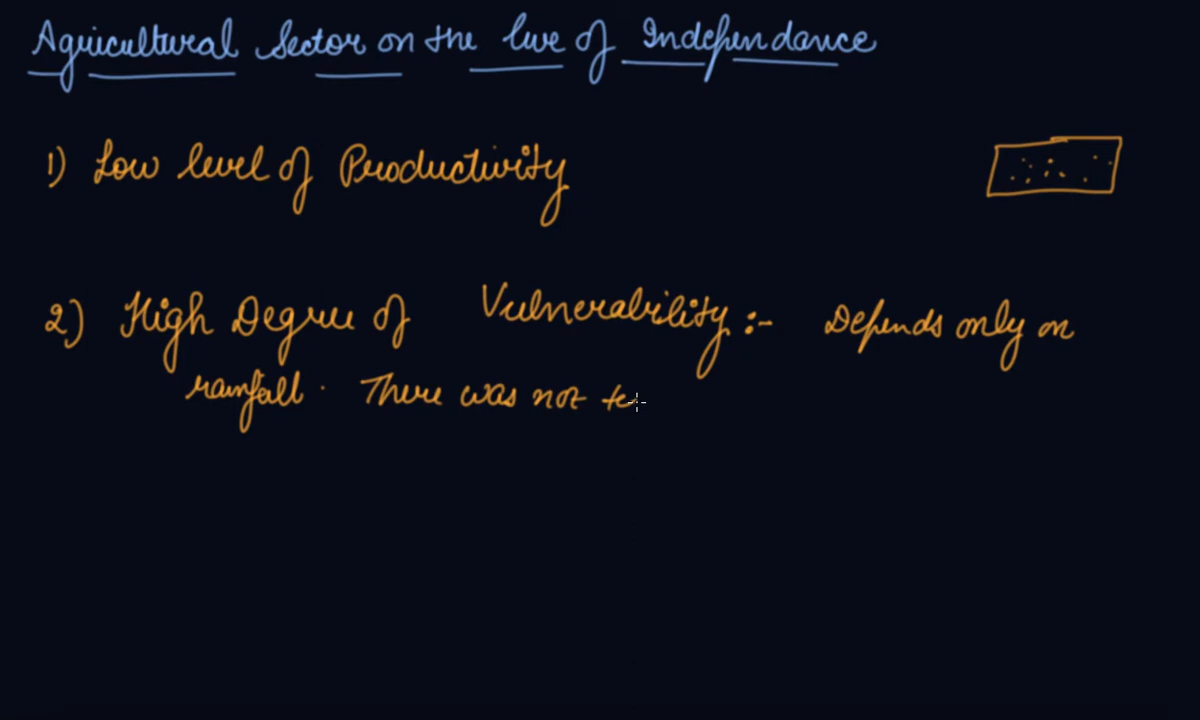 Agricultural Sector on the Eve of Independance
1) Low level of Productivity
2) High Degree of Vulnerability :- Depends only on
rainfall. There was not te